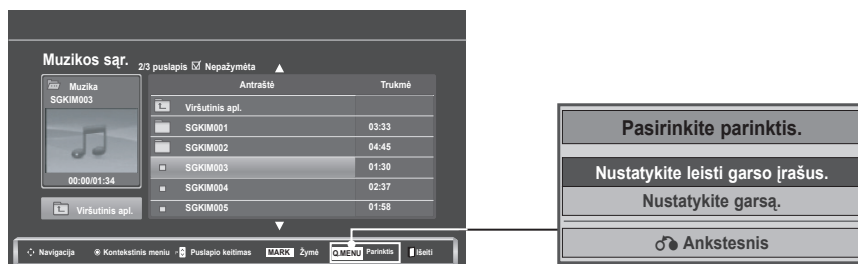 Muzikos sąr. 2/3 puslapis ☑ Nepažymėta ▲
Muzika
SGKIM003
00:00/01:34
Viršutinis apl.
Antraštė Trukmė
Viršutinis apl.
SGKIM001 03:33
SGKIM002 04:45
SGKIM003 01:30
SGKIM004 02:37
SGKIM005 01:58
▼
Navigacija Kontekstinis meniu Puslapio keitimas MARK Žymė Q.MENU Parinktis Išeiti
Pasirinkite parinktis.
Nustatykite leisti garso įrašus.
Nustatykite garsą.
Ankstesnis